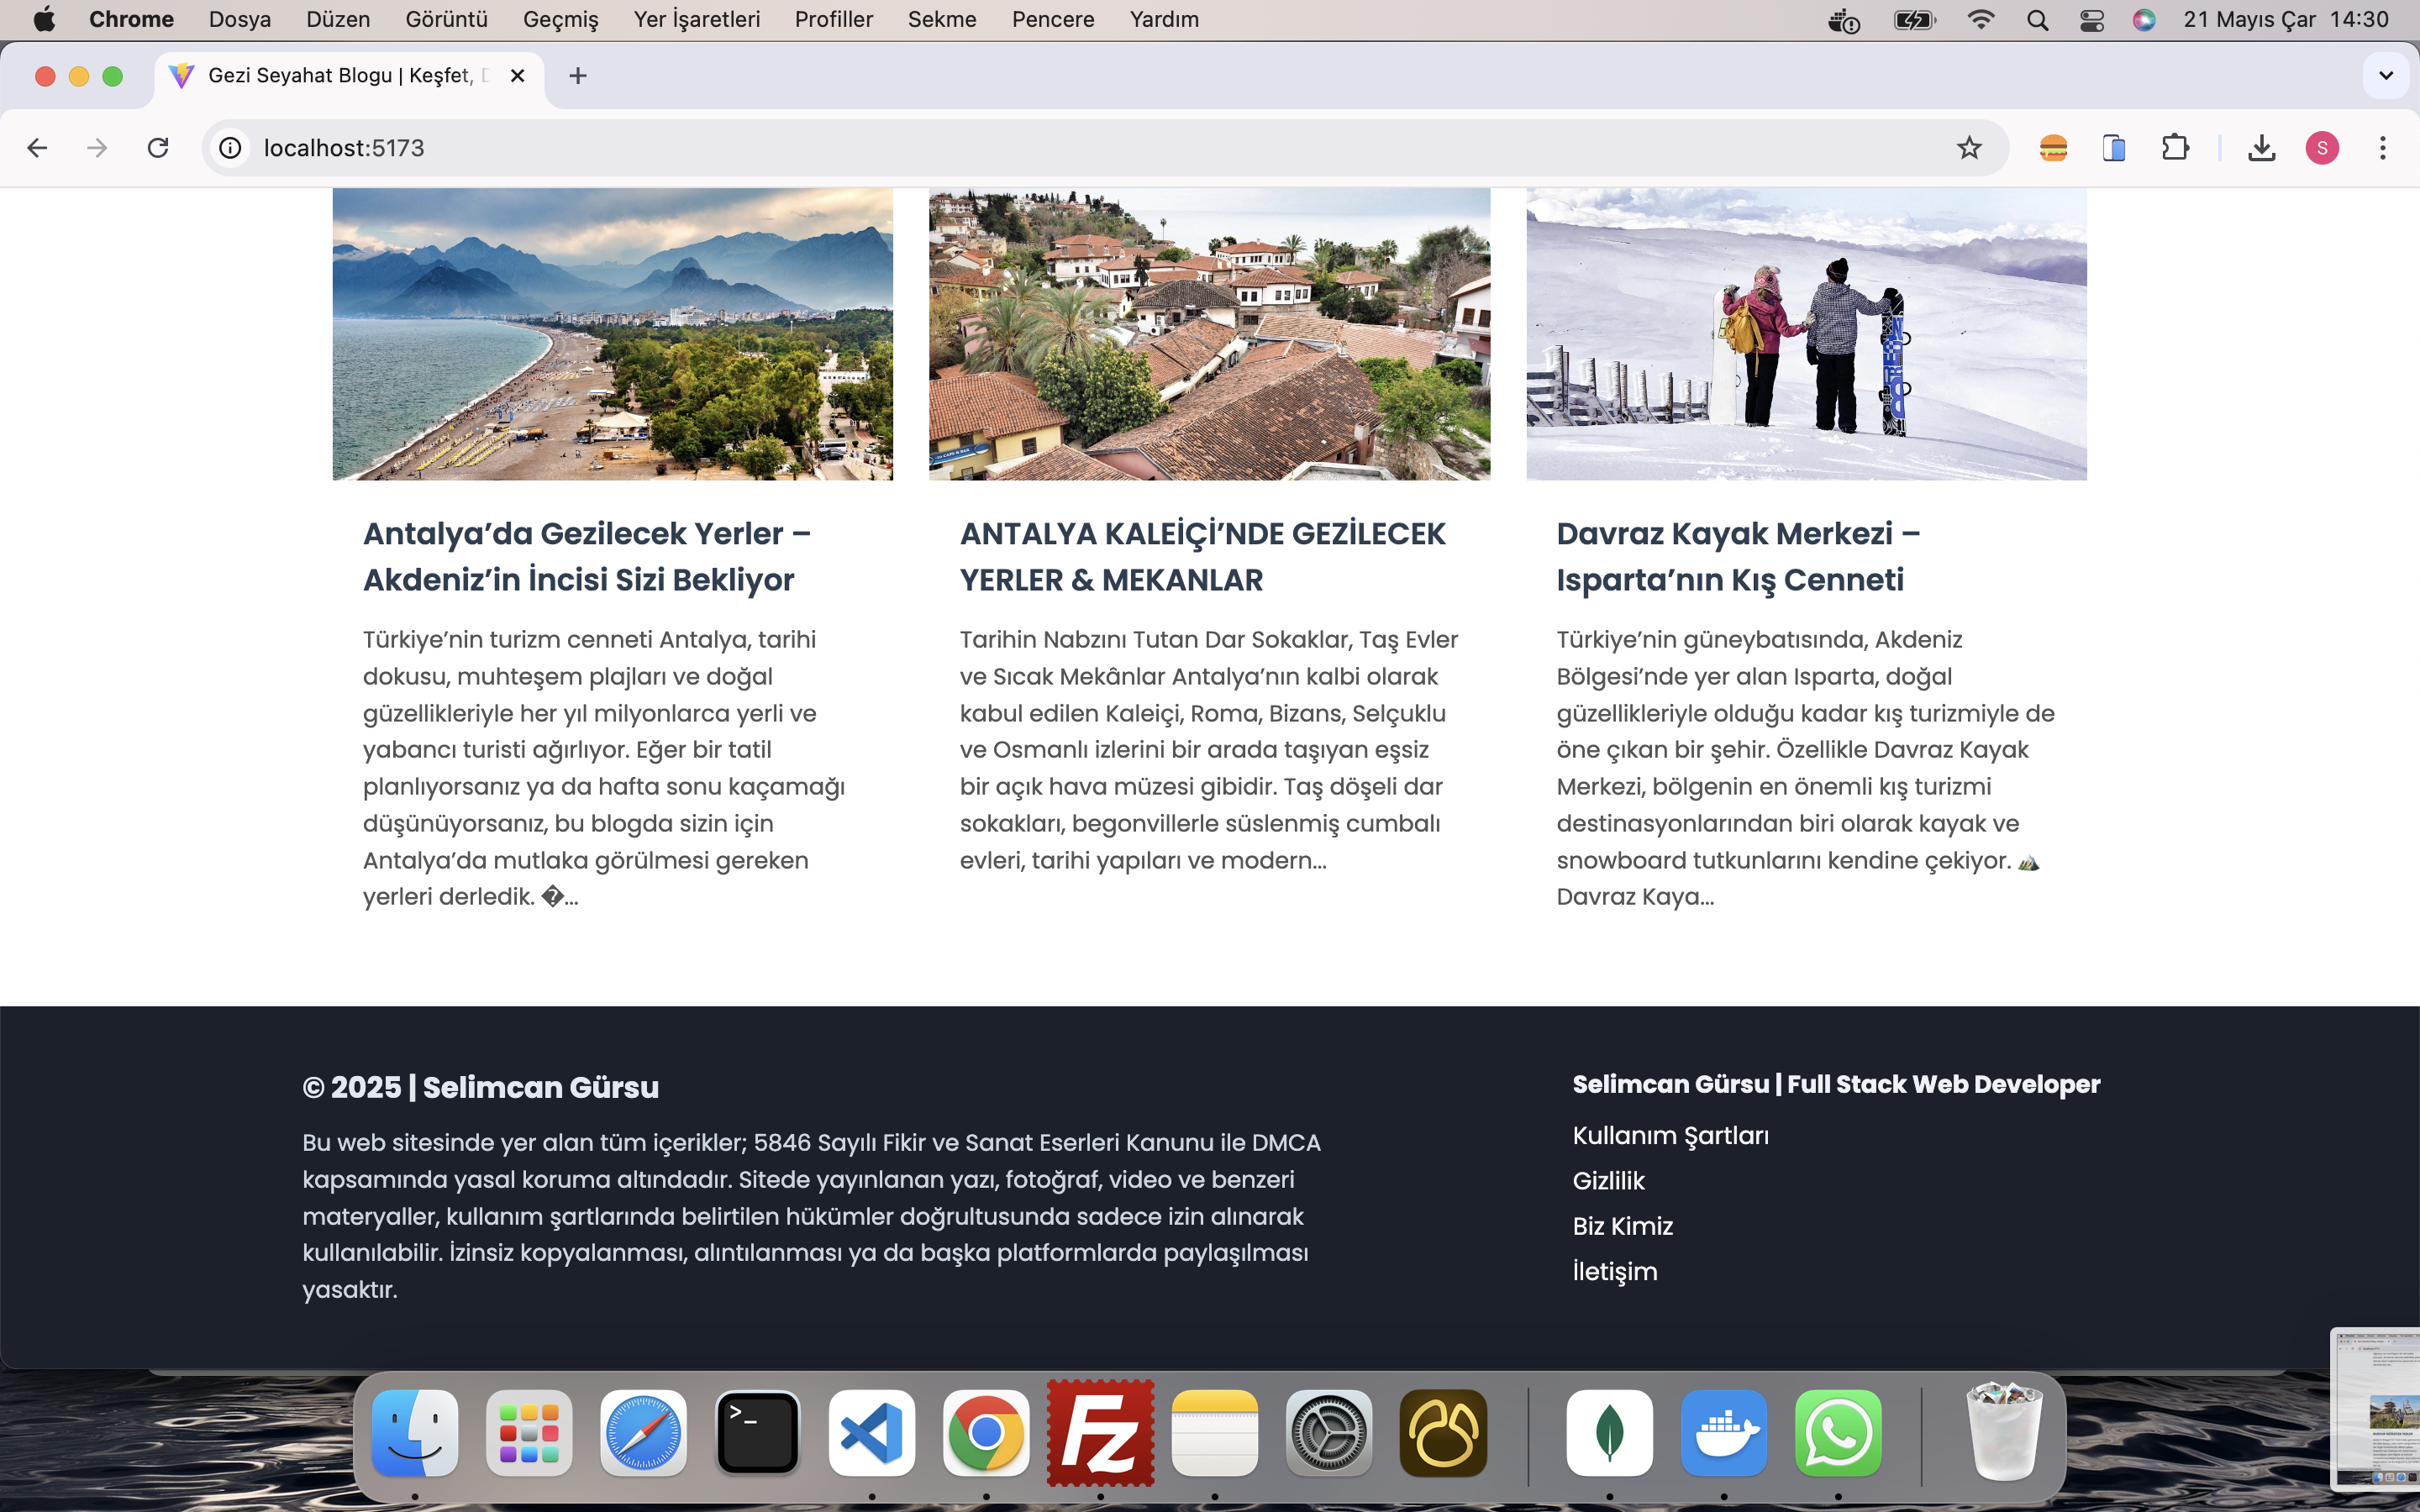 Chrome Dosya Düzen Görüntü Geçmiş Yer İşaretleri Profiller Sekme Pencere Yardım 21 Mayıs Çar 14:30
Gezi Seyahat Blogu | Keşfet,
localhost:5173
S
Antalya’da Gezilecek Yerler –
Akdeniz’in İncisi Sizi Bekliyor
Türkiye’nin turizm cenneti Antalya, tarihi
dokusu, muhteşem plajları ve doğal
güzellikleriyle her yıl milyonlarca yerli ve
yabancı turisti ağırlıyor. Eğer bir tatil
planlıyorsanız ya da hafta sonu kaçamağı
düşünüyorsanız, bu blogda sizin için
Antalya’da mutlaka görülmesi gereken
yerleri derledik. �...
ANTALYA KALEİÇİ’NDE GEZİLECEK
YERLER & MEKANLAR
Tarihin Nabzını Tutan Dar Sokaklar, Taş Evler
ve Sıcak Mekânlar Antalya’nın kalbi olarak
kabul edilen Kaleiçi, Roma, Bizans, Selçuklu
ve Osmanlı izlerini bir arada taşıyan eşsiz
bir açık hava müzesi gibidir. Taş döşeli dar
sokakları, begonvillerle süslenmiş cumbalı
evleri, tarihi yapıları ve modern...
Davraz Kayak Merkezi –
Isparta’nın Kış Cenneti
Türkiye’nin güneybatısında, Akdeniz
Bölgesi’nde yer alan Isparta, doğal
güzellikleriyle olduğu kadar kış turizmiyle de
öne çıkan bir şehir. Özellikle Davraz Kayak
Merkezi, bölgenin en önemli kış turizmi
destinasyonlarından biri olarak kayak ve
snowboard tutkunlarını kendine çekiyor. 🏔️
Davraz Kaya...
© 2025 | Selimcan Gürsu
Bu web sitesinde yer alan tüm içerikler; 5846 Sayılı Fikir ve Sanat Eserleri Kanunu ile DMCA
kapsamında yasal koruma altındadır. Sitede yayınlanan yazı, fotoğraf, video ve benzeri
materyaller, kullanım şartlarında belirtilen hükümler doğrultusunda sadece izin alınarak
kullanılabilir. İzinsiz kopyalanması, alıntılanması ya da başka platformlarda paylaşılması
yasaktır.
Selimcan Gürsu | Full Stack Web Developer
Kullanım Şartları
Gizlilik
Biz Kimiz
İletişim
Fz